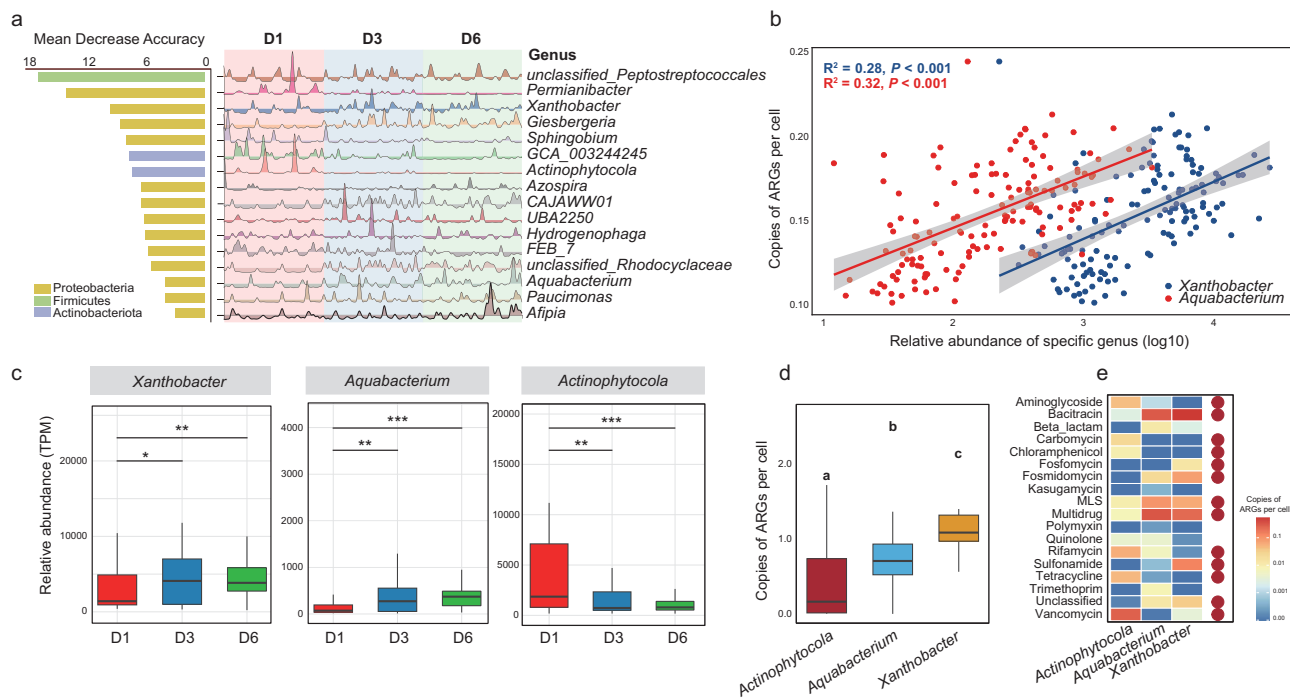 a
Mean Decrease Accuracy
18 12 6 0
D1 D3 D6
Genus
unclassified_Peptostreptococcales
Permianibacter
Xanthobacter
Giesbergeria
Sphingobium
GCA_003244245
Actinophytocola
Azospira
CAJAWW01
UBA2250
Hydrogenophaga
FEB_7
unclassified_Rhodocyclaceae
Aquabacterium
Paucimonas
Afipia
Proteobacteria
Firmicutes
Actinobacteriota
b
R² = 0.28, P < 0.001
R² = 0.32, P < 0.001
Copies of ARGs per cell
0.25
0.20
0.15
0.10
1 2 3 4
Relative abundance of specific genus (log10)
Xanthobacter
Aquabacterium
c
Relative abundance (TPM)
Xanthobacter
20000
10000
0
**
*
D1 D3 D6
Aquabacterium
4000
3000
2000
1000
0
***
**
D1 D3 D6
Actinophytocola
20000
15000
10000
5000
0
***
**
D1 D3 D6
d
Copies of ARGs per cell
2.0
1.0
0.0
a
b
c
Actinophytocola
Aquabacterium
Xanthobacter
e
Aminoglycoside
Bacitracin
Beta_lactam
Carbomycin
Chloramphenicol
Fosfomycin
Fosmidomycin
Kasugamycin
MLS
Multidrug
Polymyxin
Quinolone
Rifamycin
Sulfonamide
Tetracycline
Trimethoprim
Unclassified
Vancomycin
Actinophytocola
Aquabacterium
Xanthobacter
Copies of
ARGs per cell
0.1
0.01
0.001
0.00